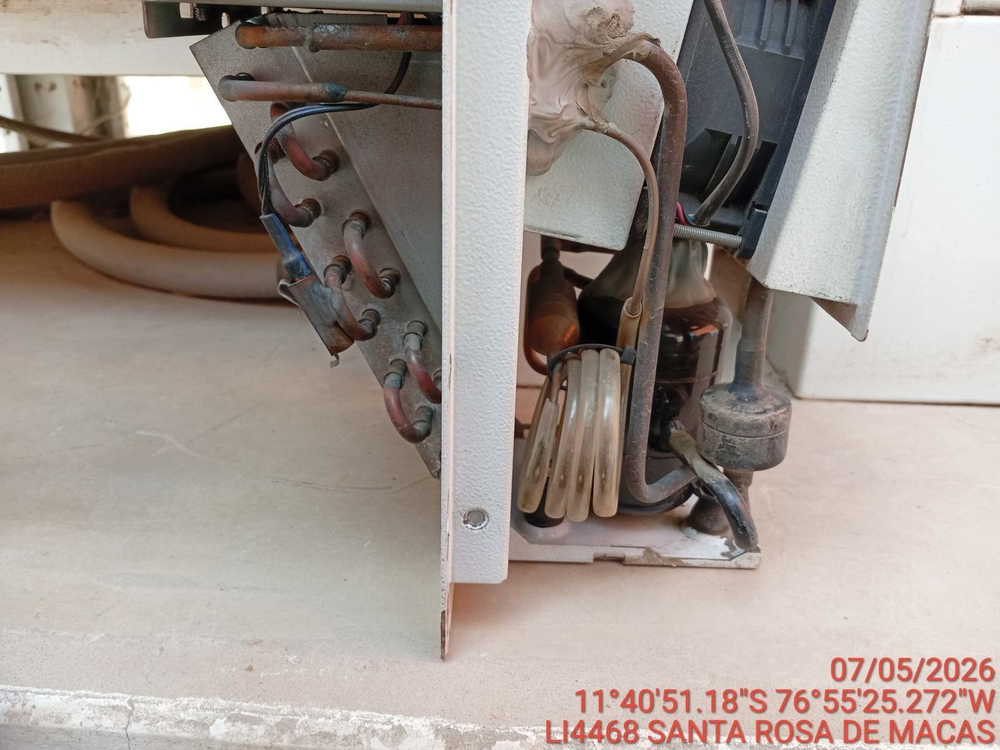 07/05/2026
11°40'51.18"S 76°55'25.272"W
LI4468 SANTA ROSA DE MACAS